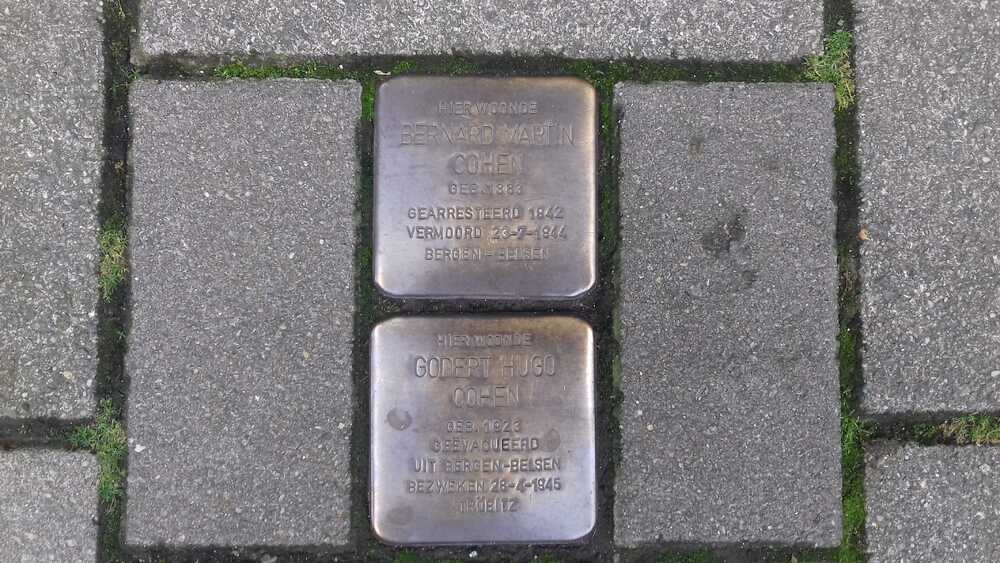 HIER WOONDE
BERNARD MARTIN
COHEN
GEB. 1883
GEARRESTEERD 1942
VERMOORD 23-7-1944
BERGEN-BELSEN
HIER WOONDE
GODERT HUGO
COHEN
GEB. 1923
GEËVACUEERD
UIT BERGEN-BELSEN
BEZWEKEN 28-4-1945
TRÖBITZ